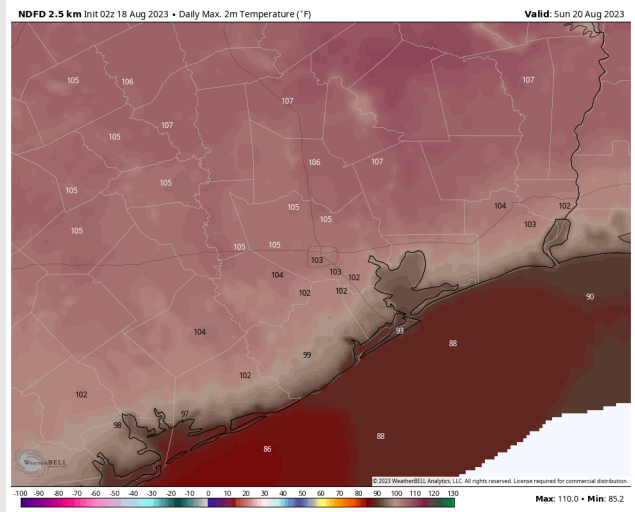 NDFD 2.5 km Init 02z 18 Aug 2023 • Daily Max. 2m Temperature (°F)
Valid: Sun 20 Aug 2023
105 106 107
107
107
105
106 107
105
105
105 104 102
105 103
105
105 105
103
104 103 102
102 102
90
104 93
88
99
102
102
97
98
88
86
WEATHERBELL
© 2023 WeatherBELL Analytics, LLC. All rights reserved. License required for commercial distribution.
-100 -90 -80 -70 -60 -50 -40 -30 -20 -10 0 10 20 30 40 50 60 70 80 90 100 110 120 130
Max: 110.0 • Min: 85.2